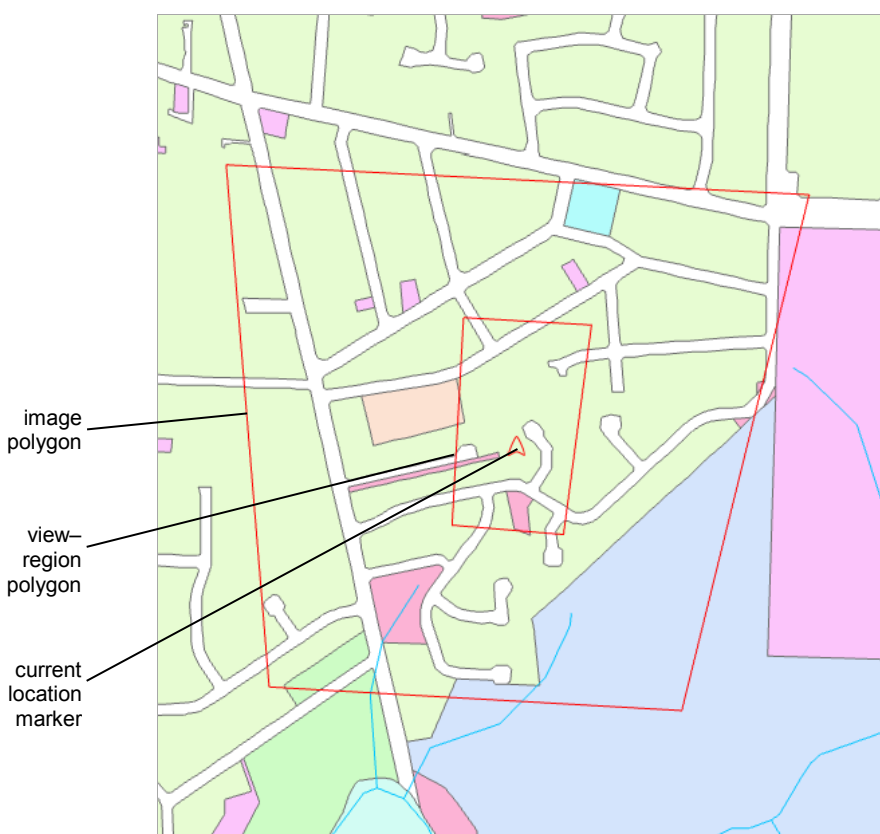 image
polygon
view–
region
polygon
current
location
marker